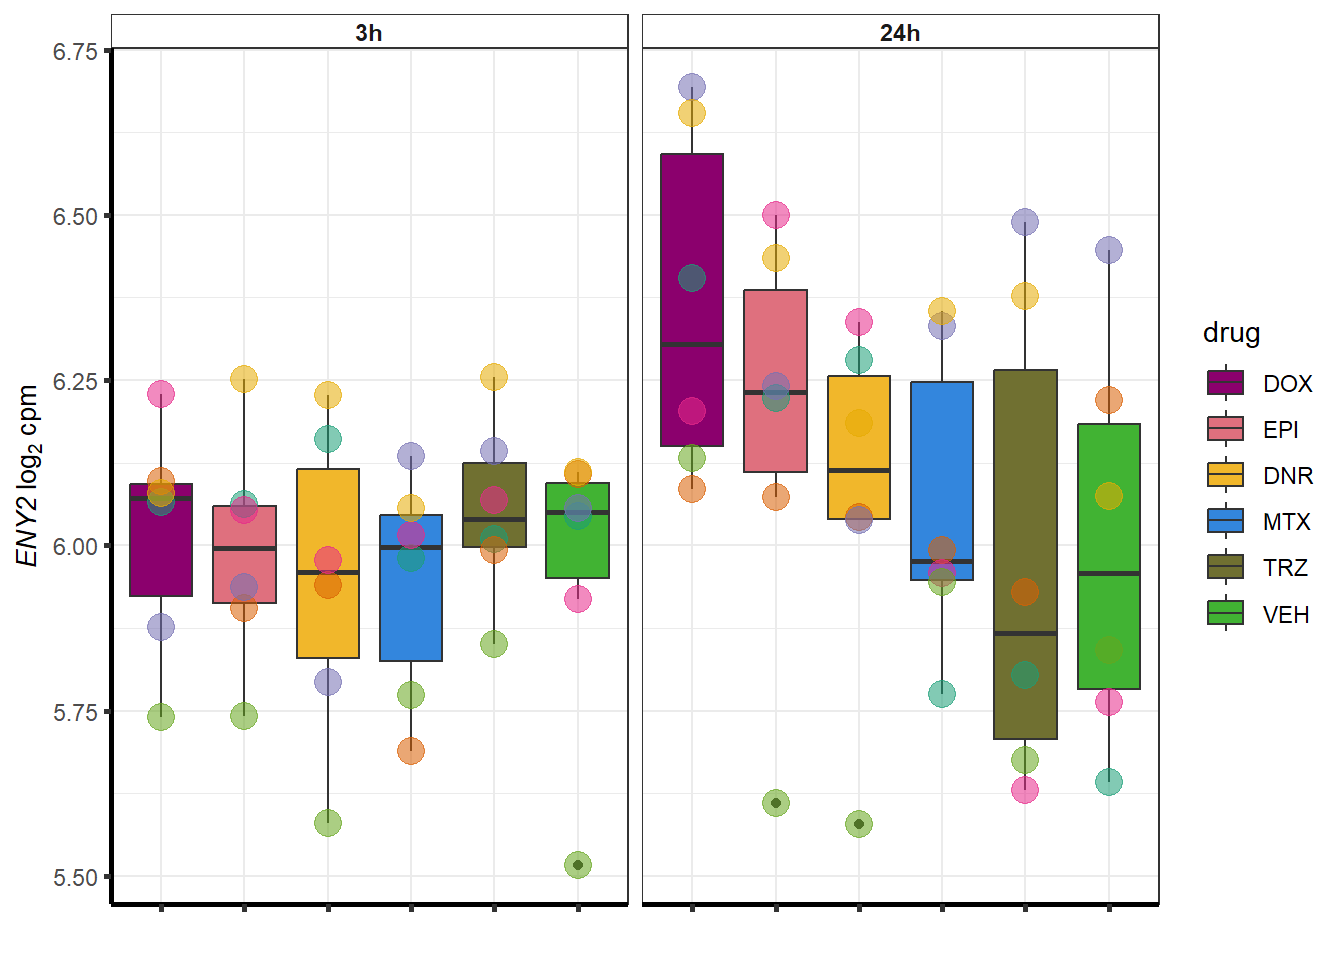 3h
24h
6.75
6.50
6.25
6.00
5.75
5.50
ENY2 log2 cpm
drug
DOX
EPI
DNR
MTX
TRZ
VEH